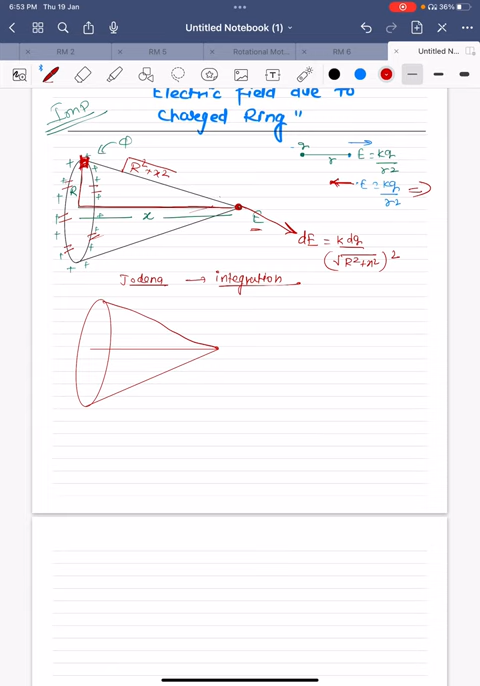 6:53 PM Thu 19 Jan
36%
Untitled Notebook (1)
RM 2
RM 5
Rotational Mot...
RM 6
Untitled N...
Electric field due to
Charged Ring"
Imp
Q
+ + + + + + + + + + + + + +
R
√R²+x²
x
E
q
r
E = kq/r2
E = kq/r2 ⇒
dE = k dq/(√R²+x²)²
Jodena → integration